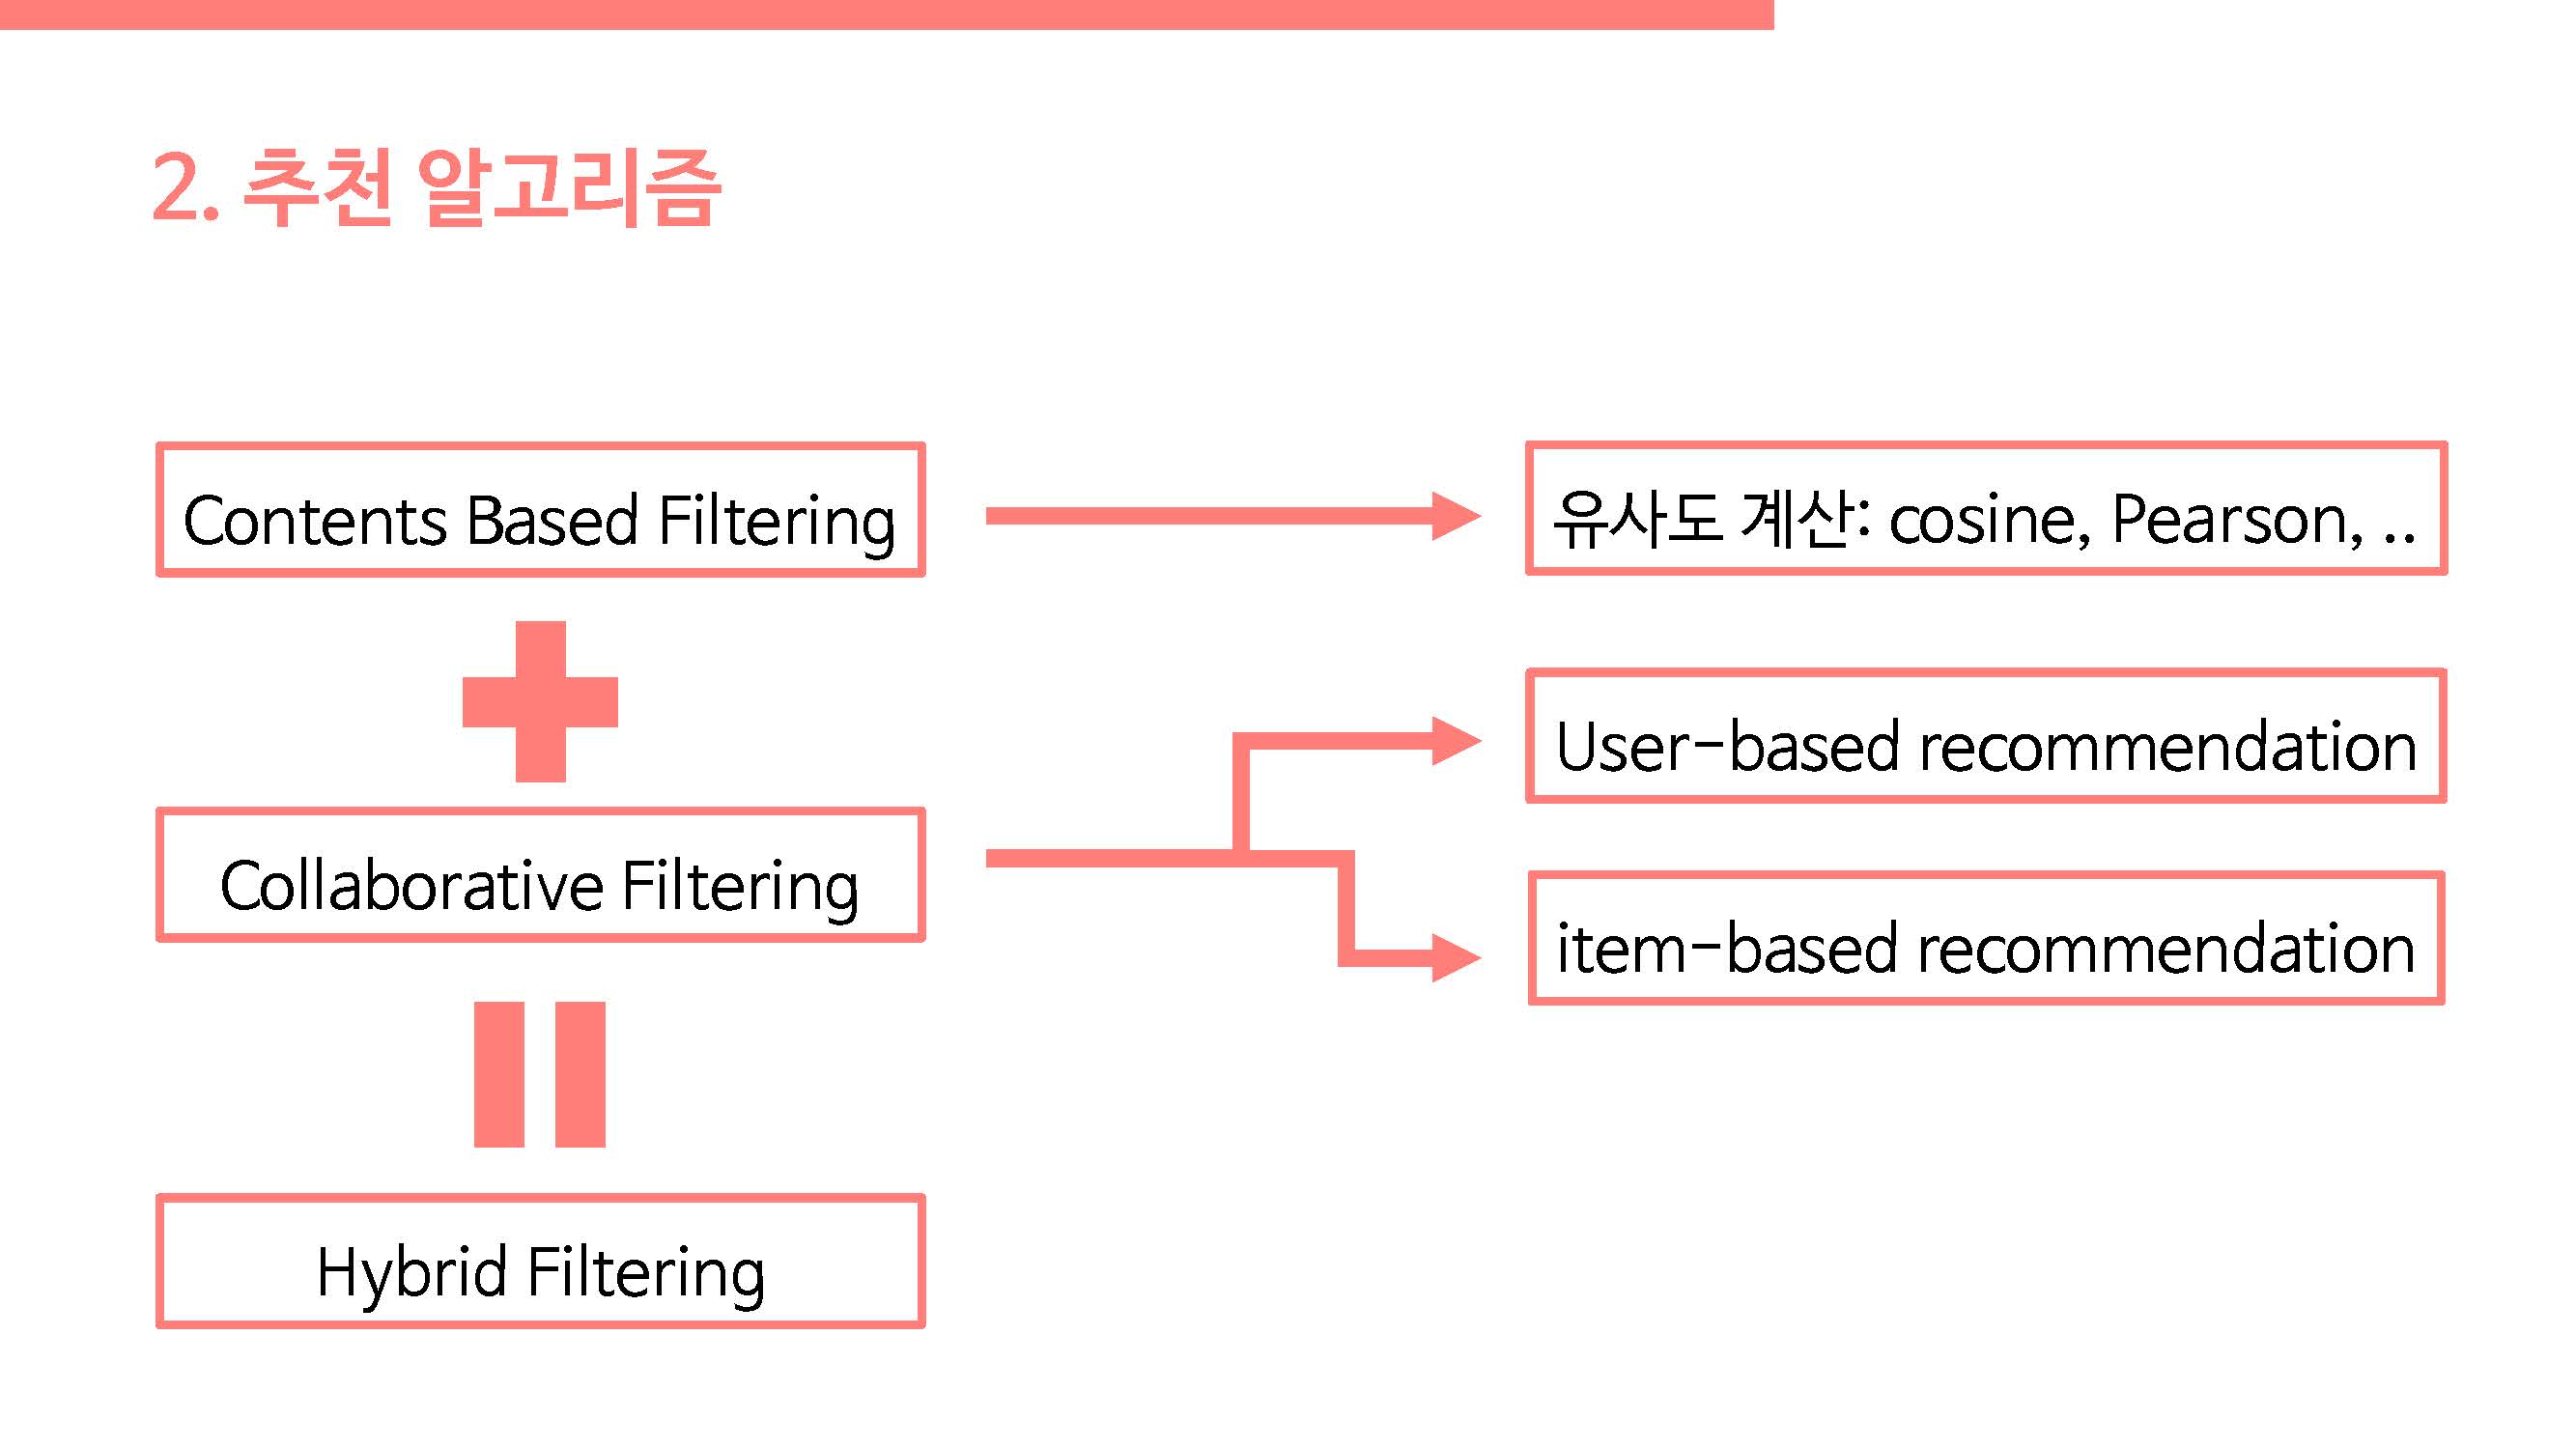 2. 추천 알고리즘
Contents Based Filtering
유사도 계산: cosine, Pearson, ..
User-based recommendation
Collaborative Filtering
item-based recommendation
Hybrid Filtering